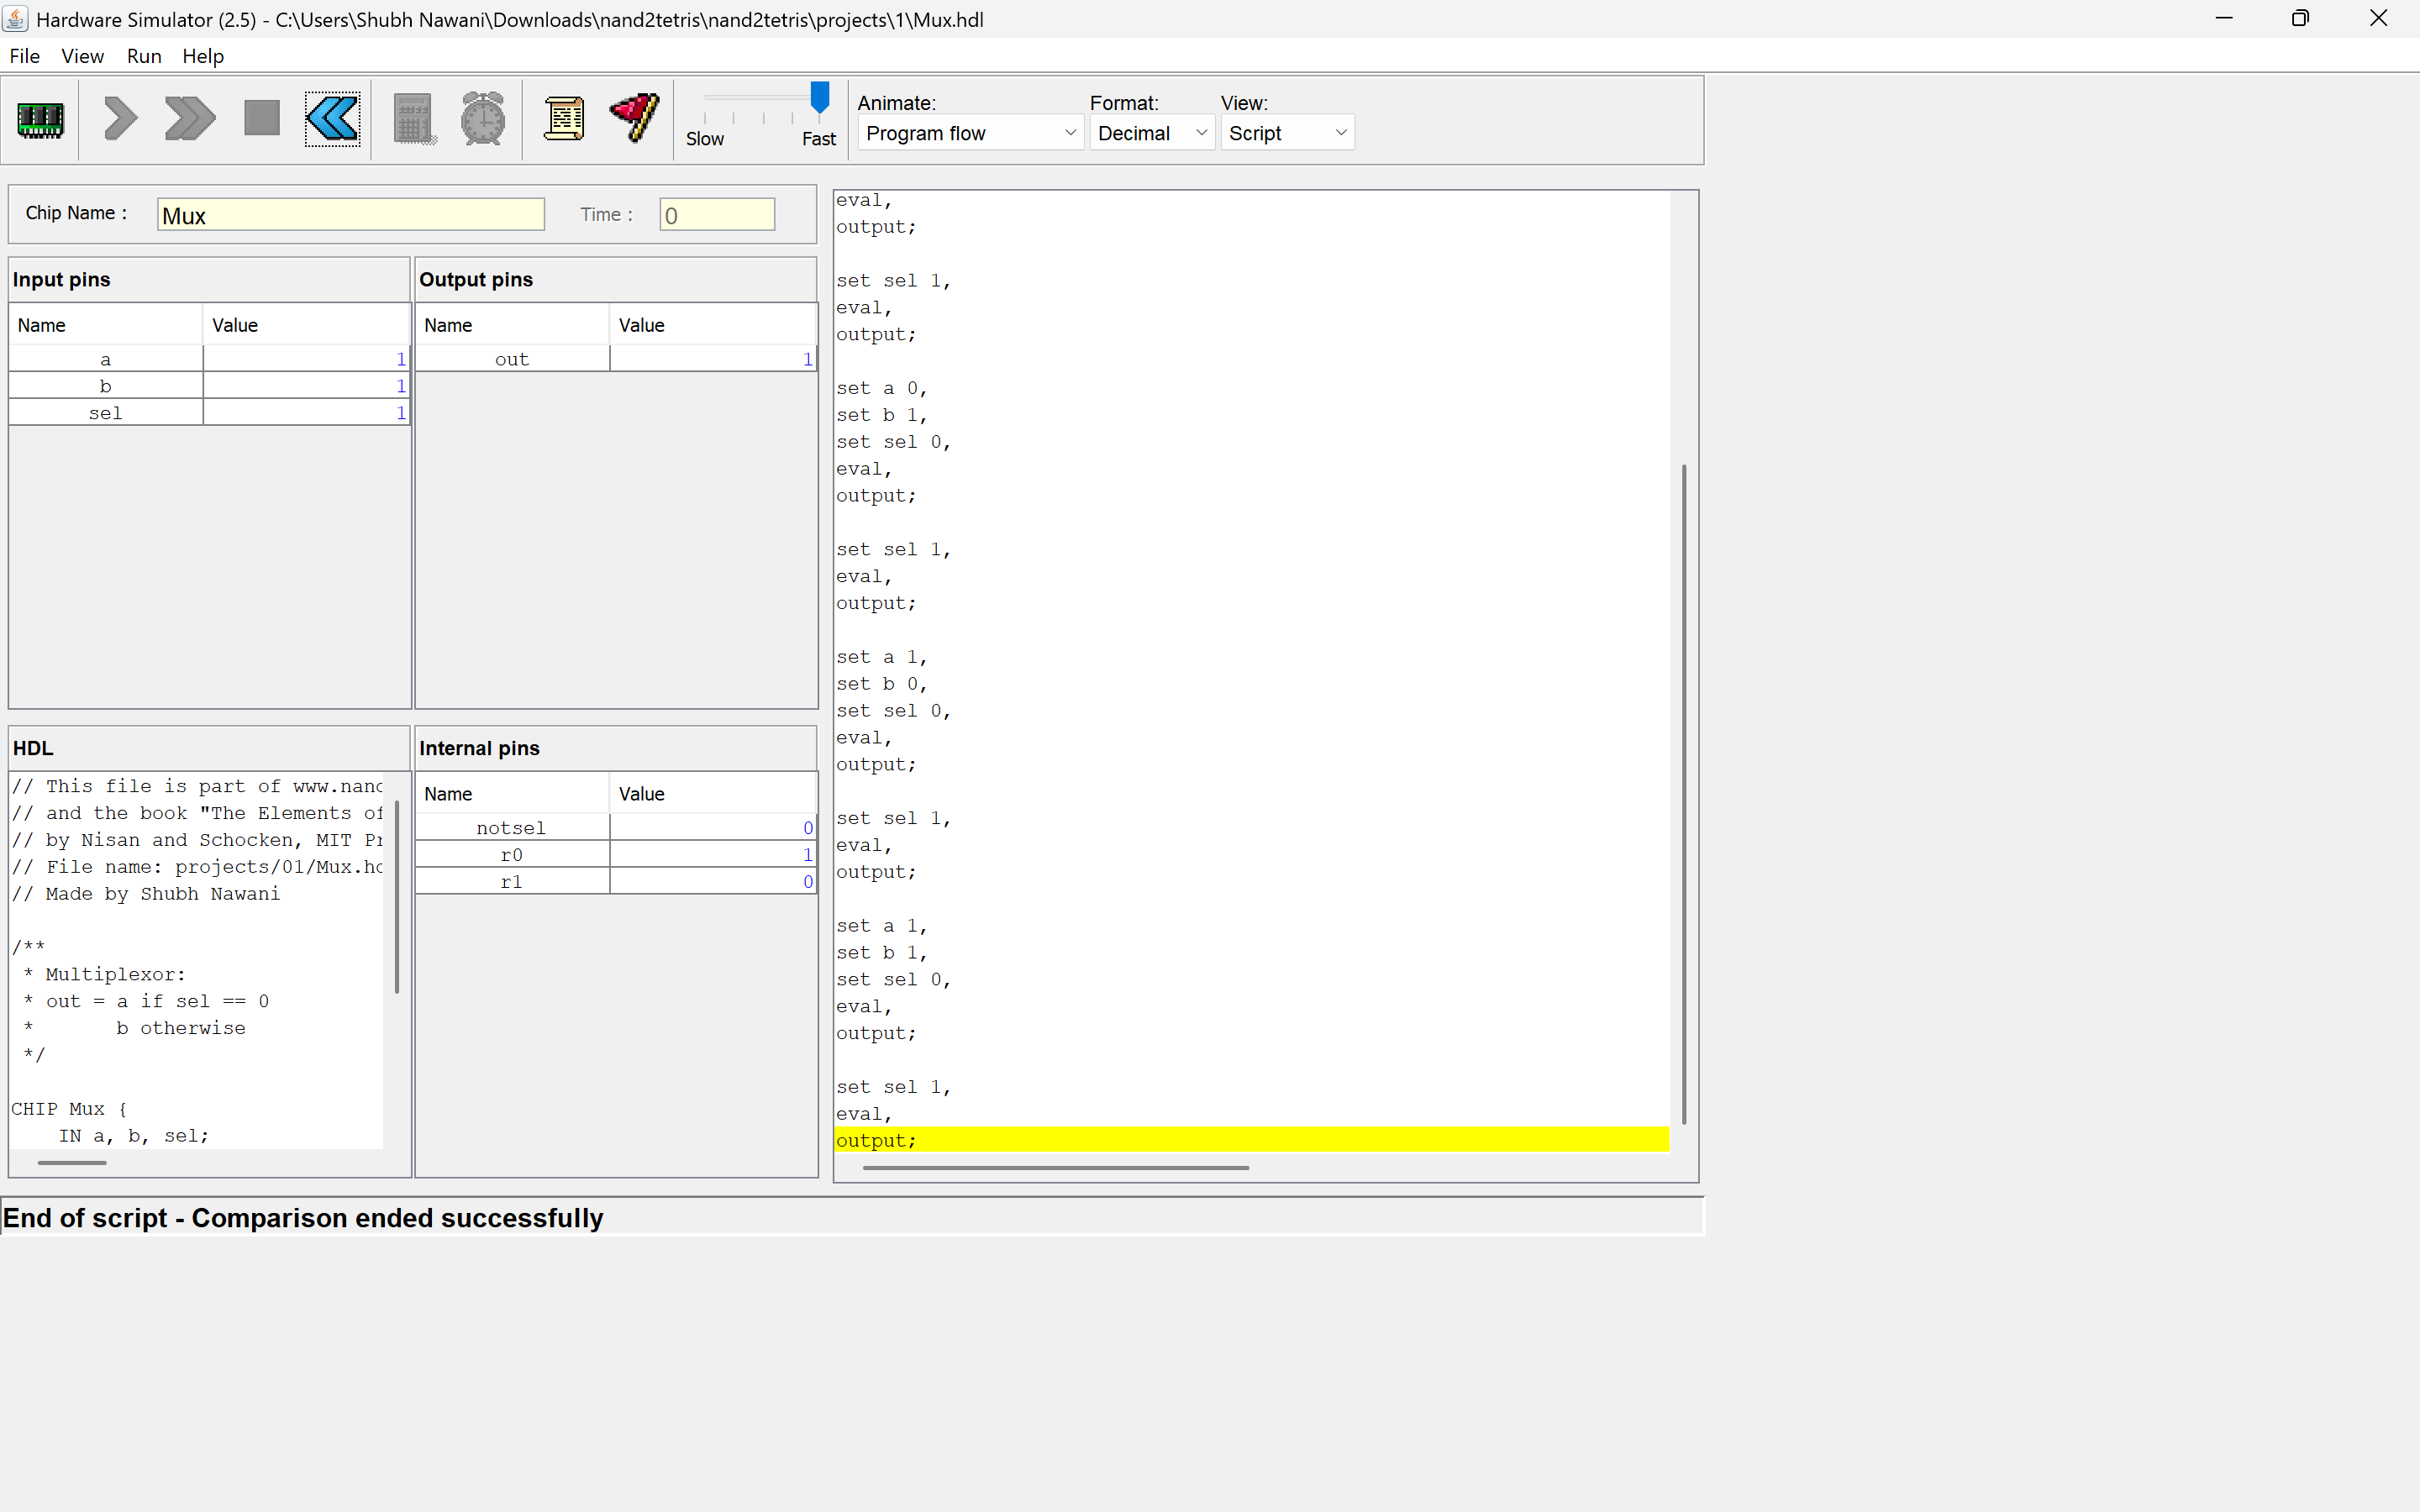 Hardware Simulator (2.5) - C:\Users\Shubh Nawani\Downloads\nand2tetris\nand2tetris\projects\1\Mux.hdl
File View Run Help
Slow Fast
Animate: Format: View:
Program flow Decimal Script
Chip Name : Mux Time : 0
Input pins
Name Value
a 1
b 1
sel 1
Output pins
Name Value
out 1
HDL
// This file is part of www.nand
// and the book "The Elements of
// by Nisan and Schocken, MIT Pr
// File name: projects/01/Mux.hd
// Made by Shubh Nawani
/**
* Multiplexor:
* out = a if sel == 0
* b otherwise
*/
CHIP Mux {
IN a, b, sel;
Internal pins
Name Value
notsel 0
r0 1
r1 0
eval,
output;
set sel 1,
eval,
output;
set a 0,
set b 1,
set sel 0,
eval,
output;
set sel 1,
eval,
output;
set a 1,
set b 0,
set sel 0,
eval,
output;
set sel 1,
eval,
output;
set a 1,
set b 1,
set sel 0,
eval,
output;
set sel 1,
eval,
output;
End of script - Comparison ended successfully